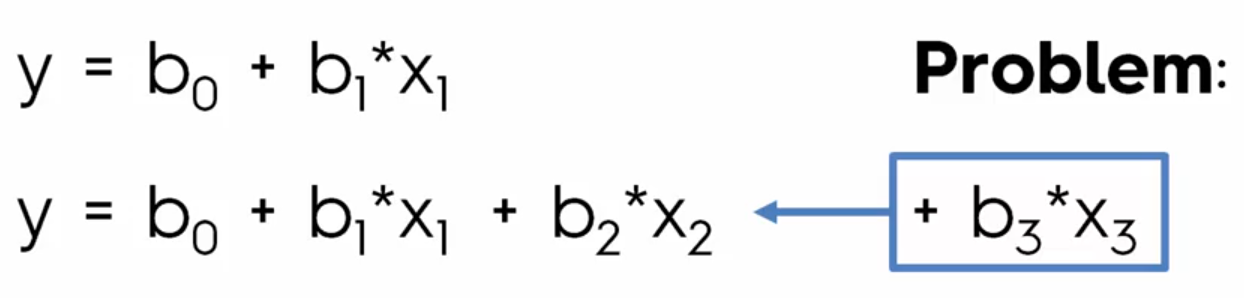 y = b₀ + b₁*x₁
Problem:
y = b₀ + b₁*x₁ + b₂*x₂
+ b₃*x₃